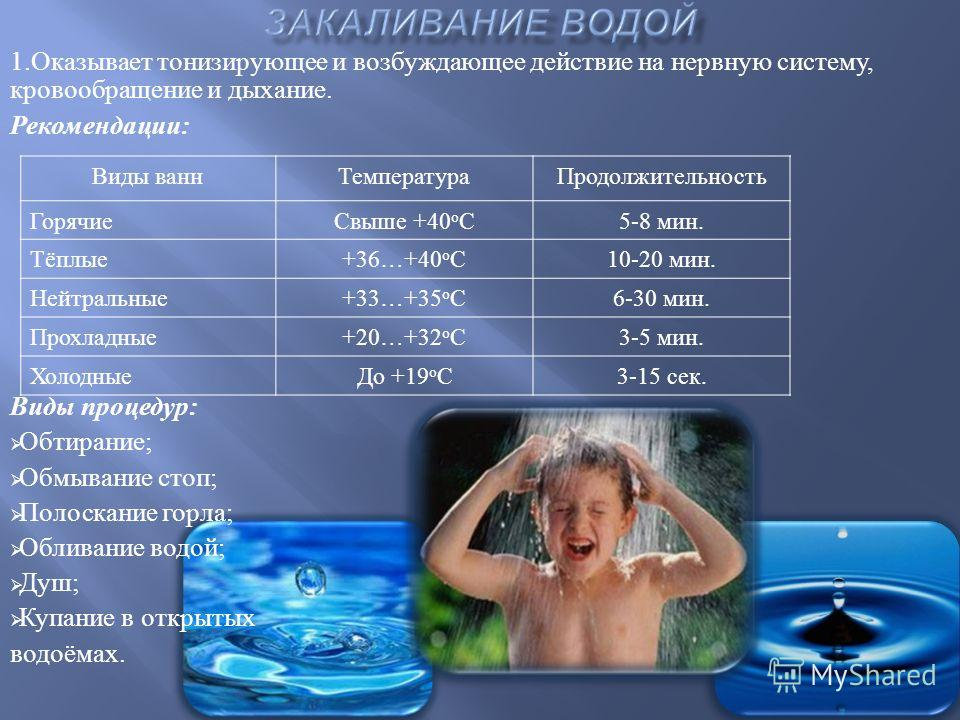 ЗАКАЛИВАНИЕ ВОДОЙ
1.Оказывает тонизирующее и возбуждающее действие на нервную систему,
кровообращение и дыхание.
Рекомендации:
Виды ванн Температура Продолжительность
Горячие Свыше +40ºС 5-8 мин.
Тёплые +36…+40ºС 10-20 мин.
Нейтральные +33…+35ºС 6-30 мин.
Прохладные +20…+32ºС 3-5 мин.
Холодные До +19ºС 3-15 сек.
Виды процедур:
➢Обтирание;
➢Обмывание стоп;
➢Полоскание горла;
➢Обливание водой;
➢Душ;
➢Купание в открытых
водоёмах.
MyShared